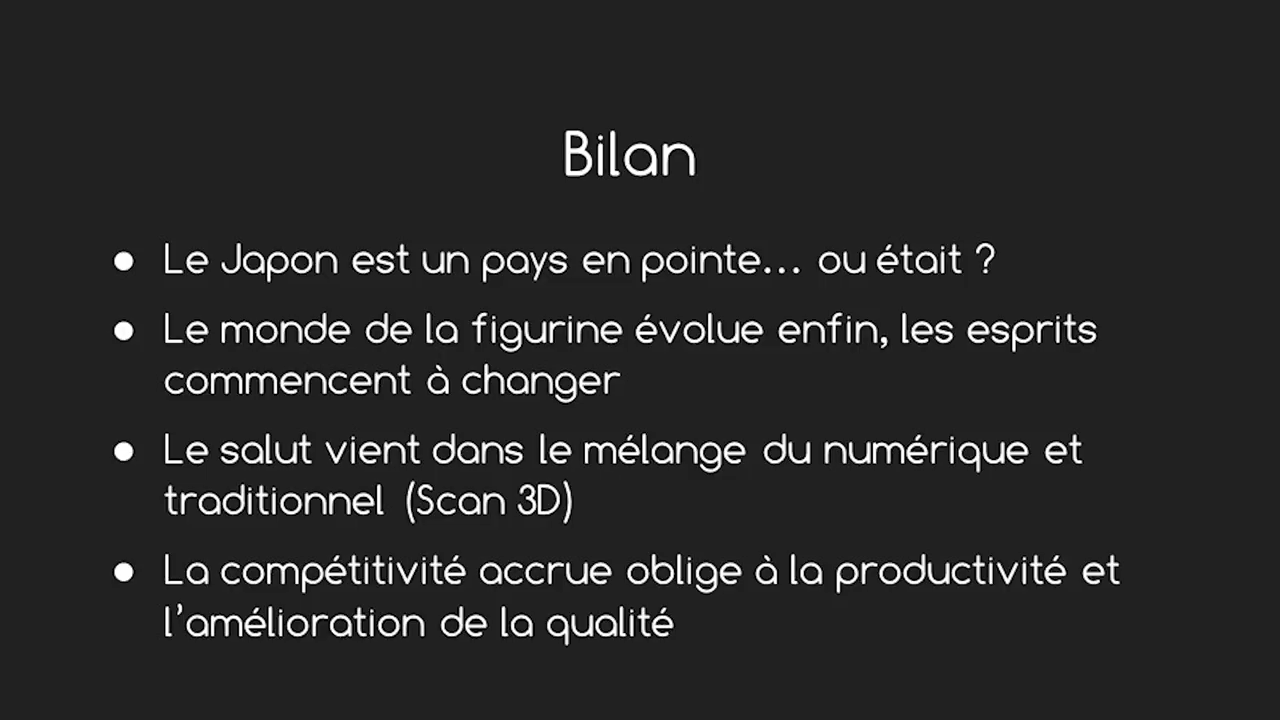 Bilan
● Le Japon est un pays en pointe... ou était ?
● Le monde de la figurine évolue enfin, les esprits
commencent à changer
● Le salut vient dans le mélange du numérique et
traditionnel (Scan 3D)
● La compétitivité accrue oblige à la productivité et
l’amélioration de la qualité